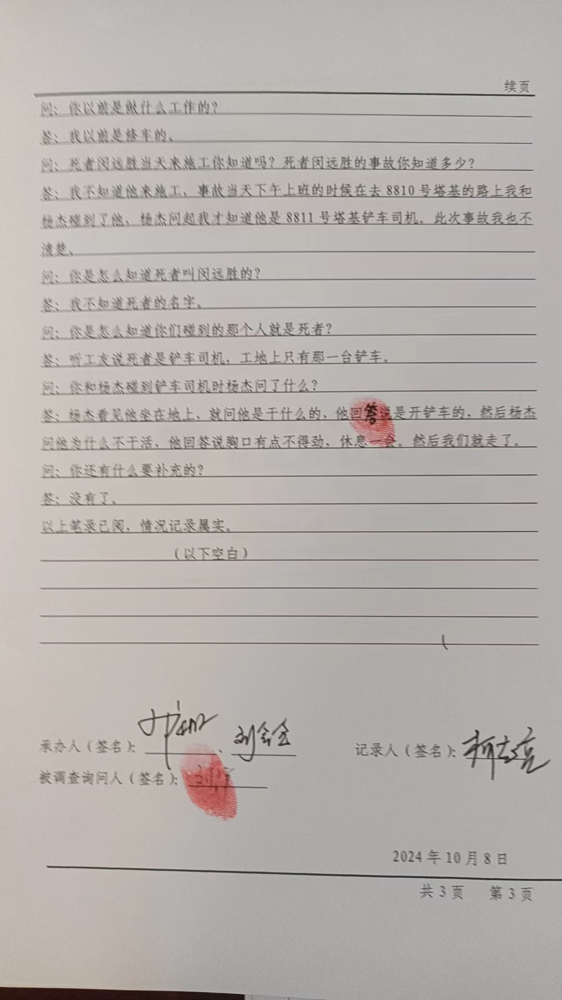 续页
问：你以前是做什么工作的？
答：我以前是修车的。
问：死者闵远胜当天来施工你知道吗？死者闵远胜的事故你知道多少？
答：我不知道他来施工，事故当天下午上班的时候在去 8810 号塔基的路上我和
杨杰碰到了他，杨杰问起我才知道他是 8811 号塔基铲车司机。此次事故我也不
清楚。
问：你是怎么知道死者叫闵远胜的？
答：我不知道死者的名字。
问：你是怎么知道你们碰到的那个人就是死者？
答：听工友说死者是铲车司机，工地上只有那一台铲车。
问：你和杨杰碰到铲车司机时杨杰问了什么？
答：杨杰看见他坐在地上，就问他是干什么的，他回答说是开铲车的，然后杨杰
问他为什么不干活，他回答说胸口有点不得劲，休息一会。然后我们就走了。
问：你还有什么要补充的？
答：没有了。
以上笔录已阅，情况记录属实。
（以下空白）
承办人（签名）： 、刘 记录人（签名）：柯志亮
被调查询问人（签名）：刘
2024 年 10 月 8 日
共 3 页 第 3 页